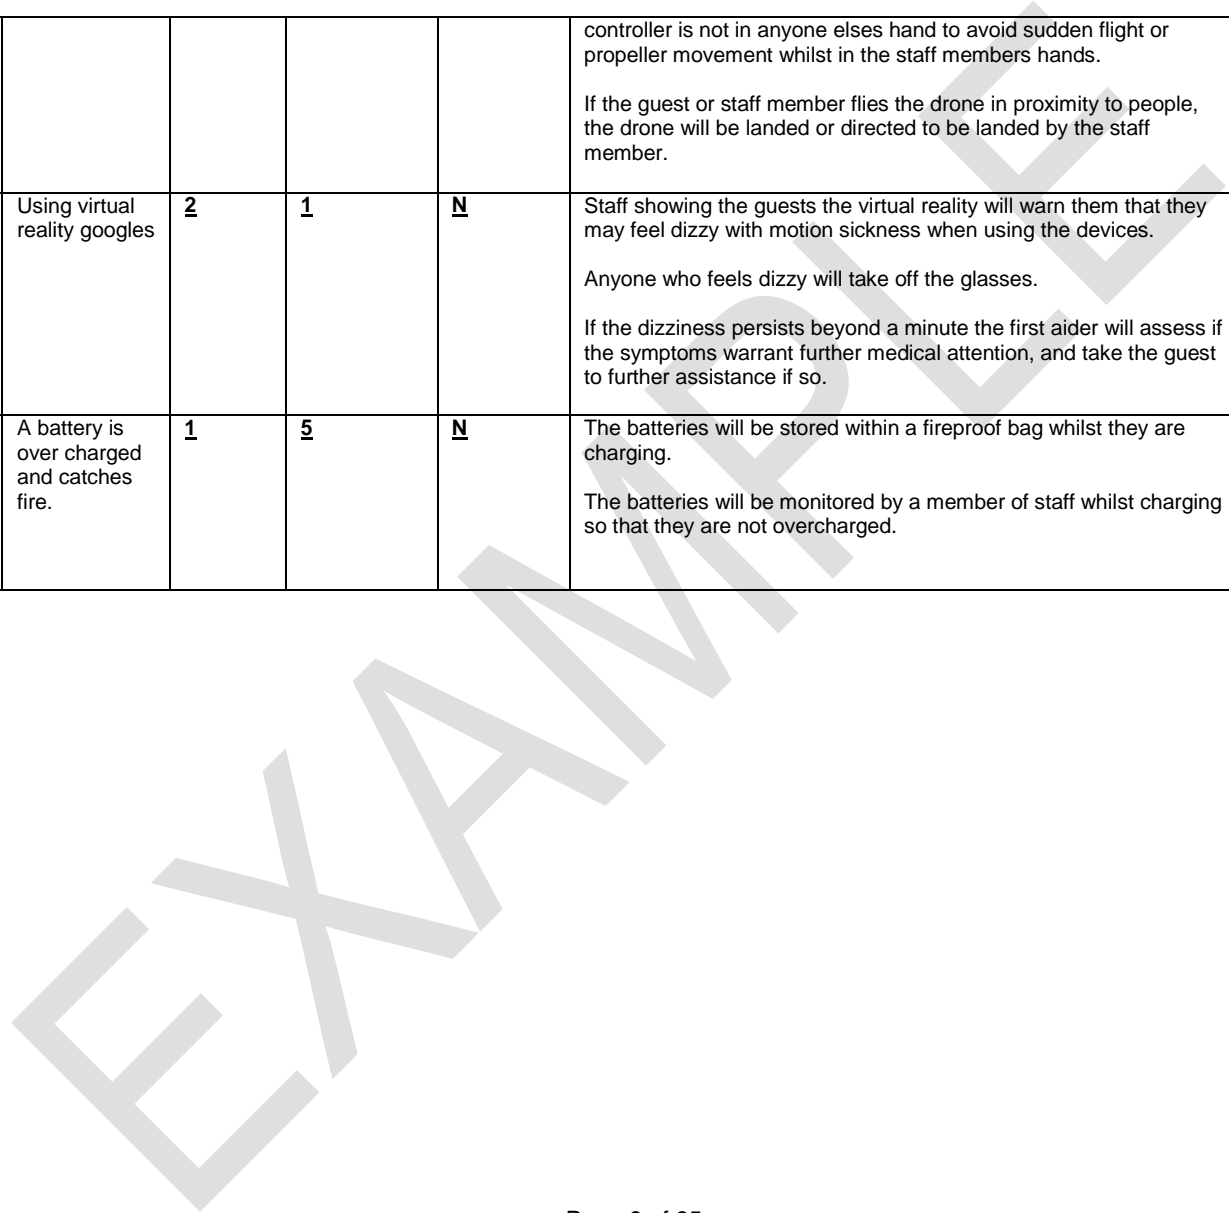 controller is not in anyone elses hand to avoid sudden flight or
propeller movement whilst in the staff members hands.
If the guest or staff member flies the drone in proximity to people,
the drone will be landed or directed to be landed by the staff
member.
Using virtual
reality googles
2
1
N
Staff showing the guests the virtual reality will warn them that they
may feel dizzy with motion sickness when using the devices.
Anyone who feels dizzy will take off the glasses.
If the dizziness persists beyond a minute the first aider will assess if
the symptoms warrant further medical attention, and take the guest
to further assistance if so.
A battery is
over charged
and catches
fire.
1
5
N
The batteries will be stored within a fireproof bag whilst they are
charging.
The batteries will be monitored by a member of staff whilst charging
so that they are not overcharged.
EXAMPLE